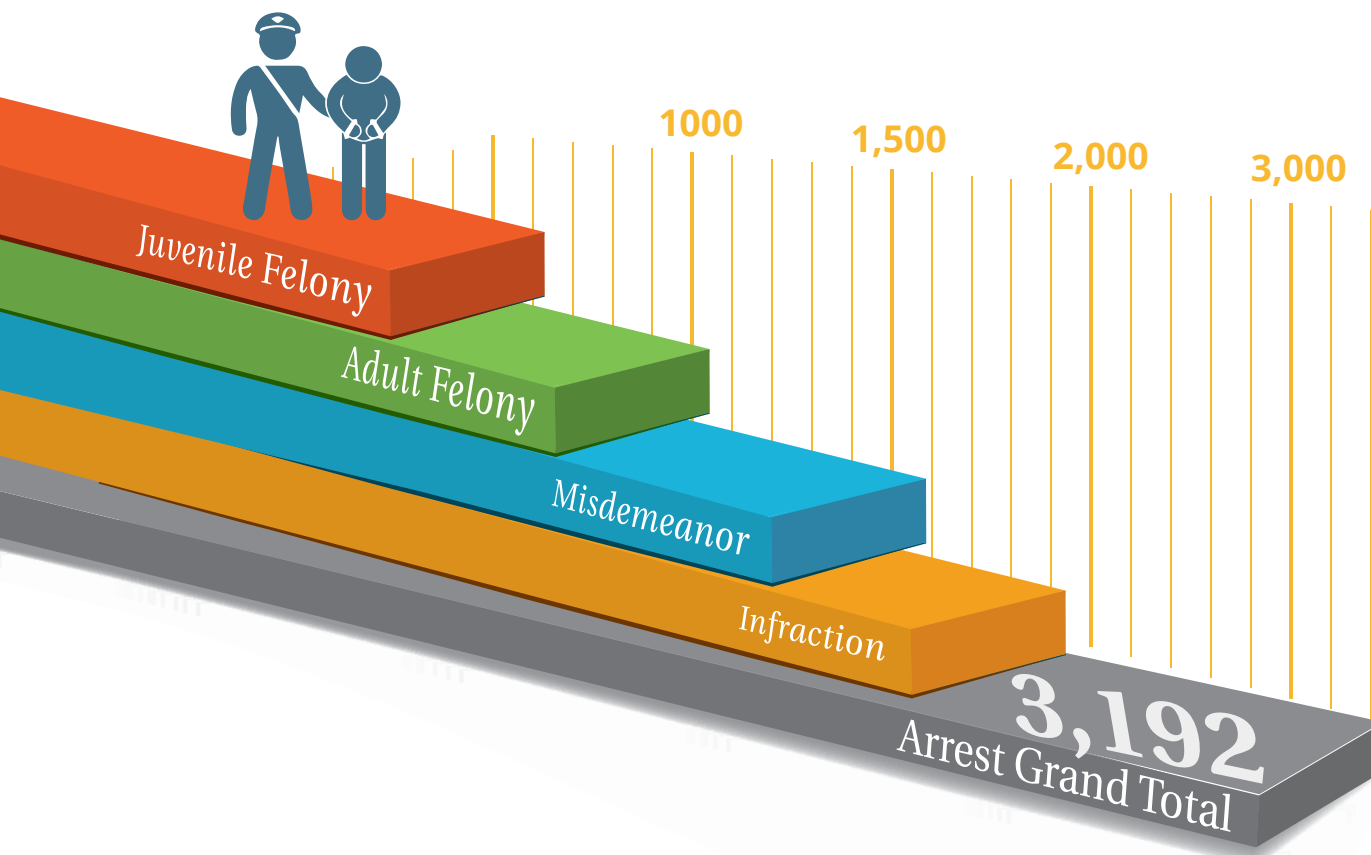 1000
1,500
2,000
3,000
Juvenile Felony
Adult Felony
Misdemeanor
Infraction
3,192
Arrest Grand Total